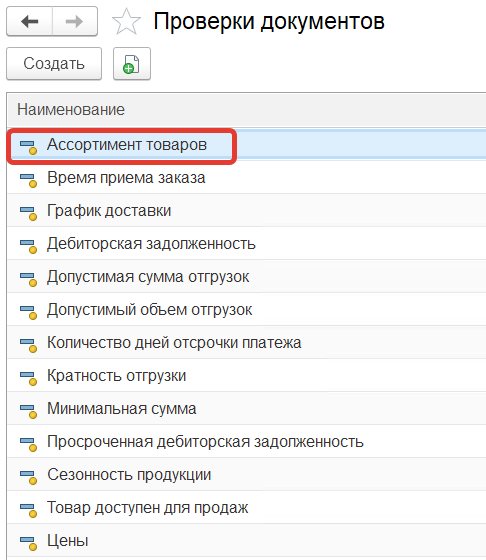 Проверки документов
Создать
Наименование
Ассортимент товаров
Время приема заказа
График доставки
Дебиторская задолженность
Допустимая сумма отгрузок
Допустимый объем отгрузок
Количество дней отсрочки платежа
Кратность отгрузки
Минимальная сумма
Просроченная дебиторская задолженность
Сезонность продукции
Товар доступен для продаж
Цены